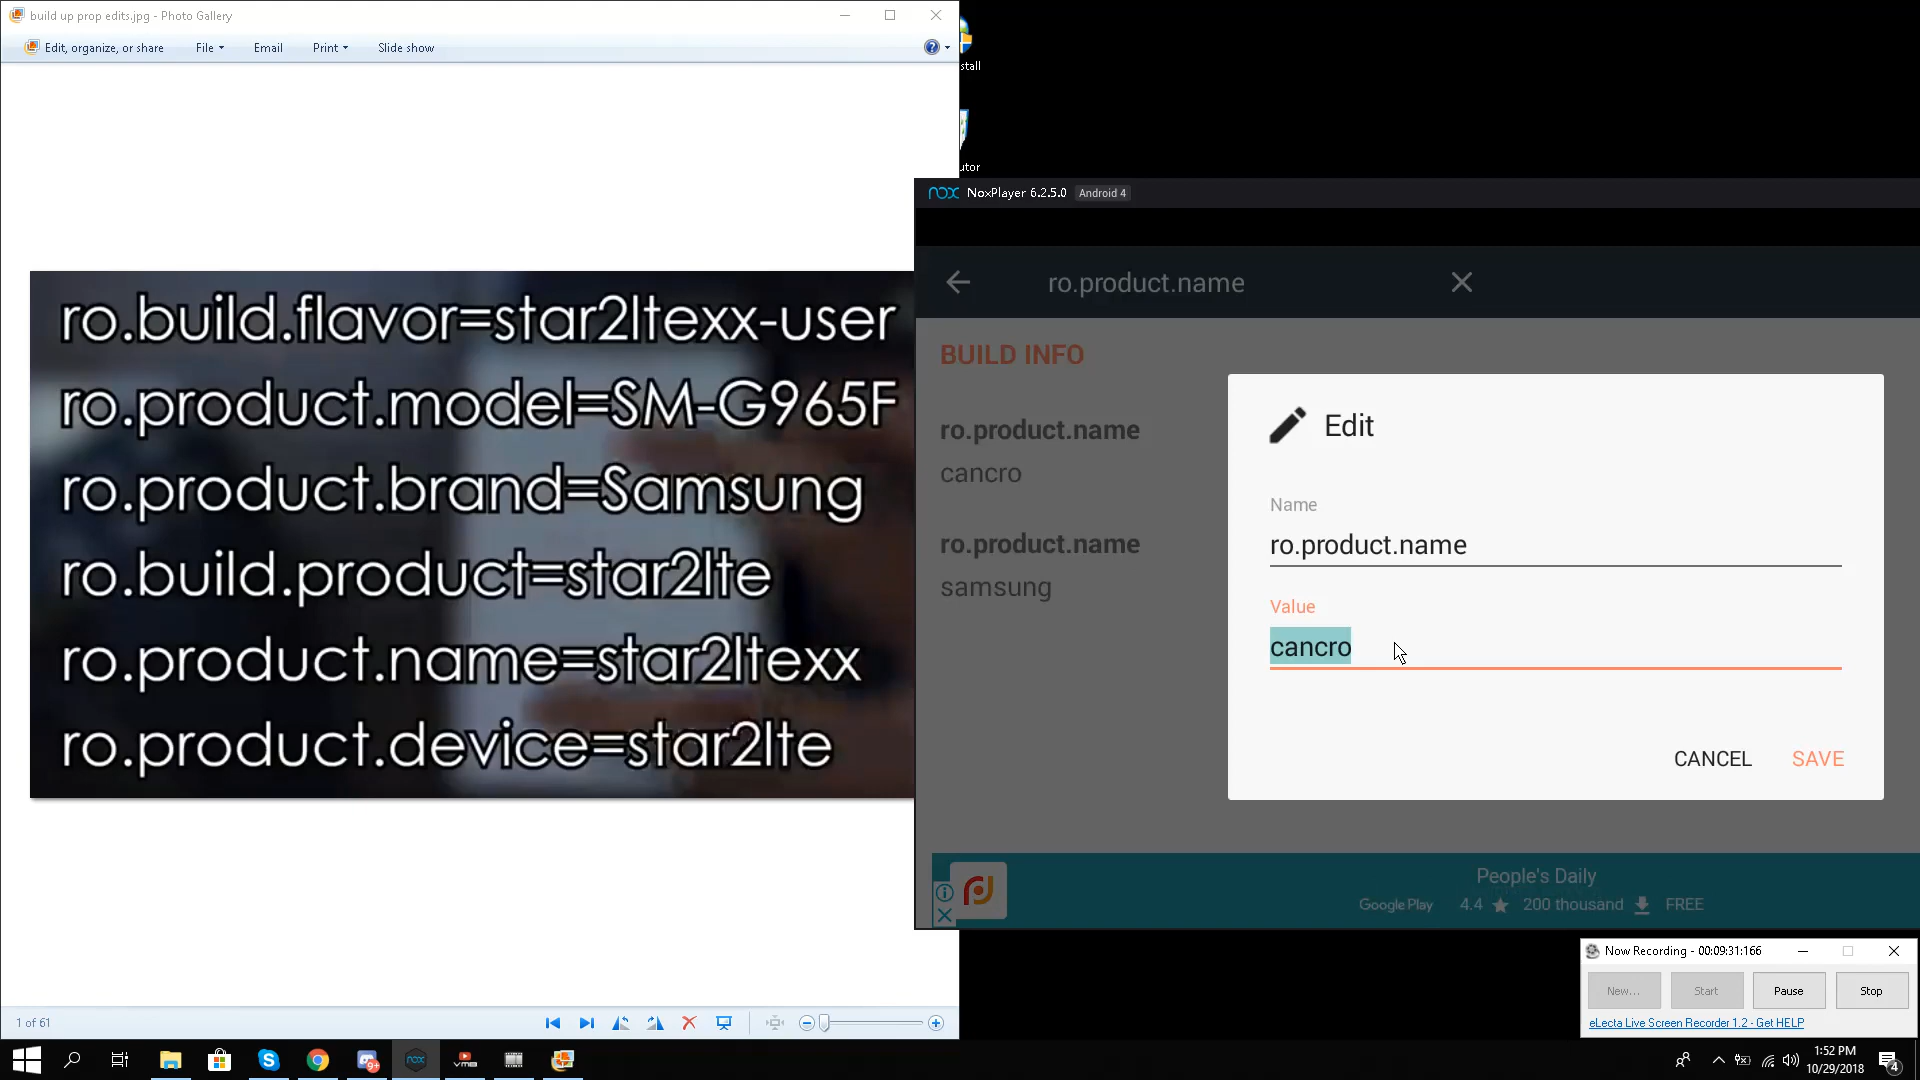 build up prop edits.jpg - Photo Gallery
Edit, organize, or share File Email Print Slide show
ro.build.flavor=star2ltexx-user
ro.product.model=SM-G965F
ro.product.brand=Samsung
ro.build.product=star2lte
ro.product.name=star2ltexx
ro.product.device=star2lte
1 of 61
stall
utor
nox NoxPlayer 6.2.5.0 Android 4
ro.product.name
BUILD INFO
ro.product.name
cancro
ro.product.name
samsung
Edit
Name
ro.product.name
Value
cancro
CANCEL SAVE
People's Daily
Google Play 4.4 200 thousand FREE
Now Recording - 00:09:31:166
New... Start Pause Stop
eLecta Live Screen Recorder 1.2 - Get HELP
nox
9+
VMB
1:52 PM
10/29/2018
4